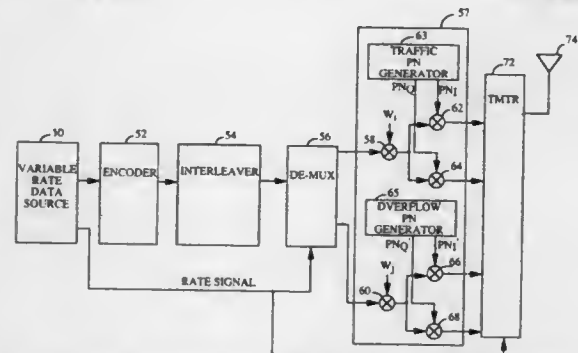 57
63
TRAFFIC
PN
GENERATOR
PNQ
PNI
72
74
TMTR
50
52
54
56
Wi
58
62
64
VARIABLE
RATE
DATA
SOURCE
ENCODER
INTERLEAVER
DE-MUX
65
OVERFLOW
PN
GENERATOR
PNQ'
PNI'
RATE SIGNAL
Wj
60
66
68